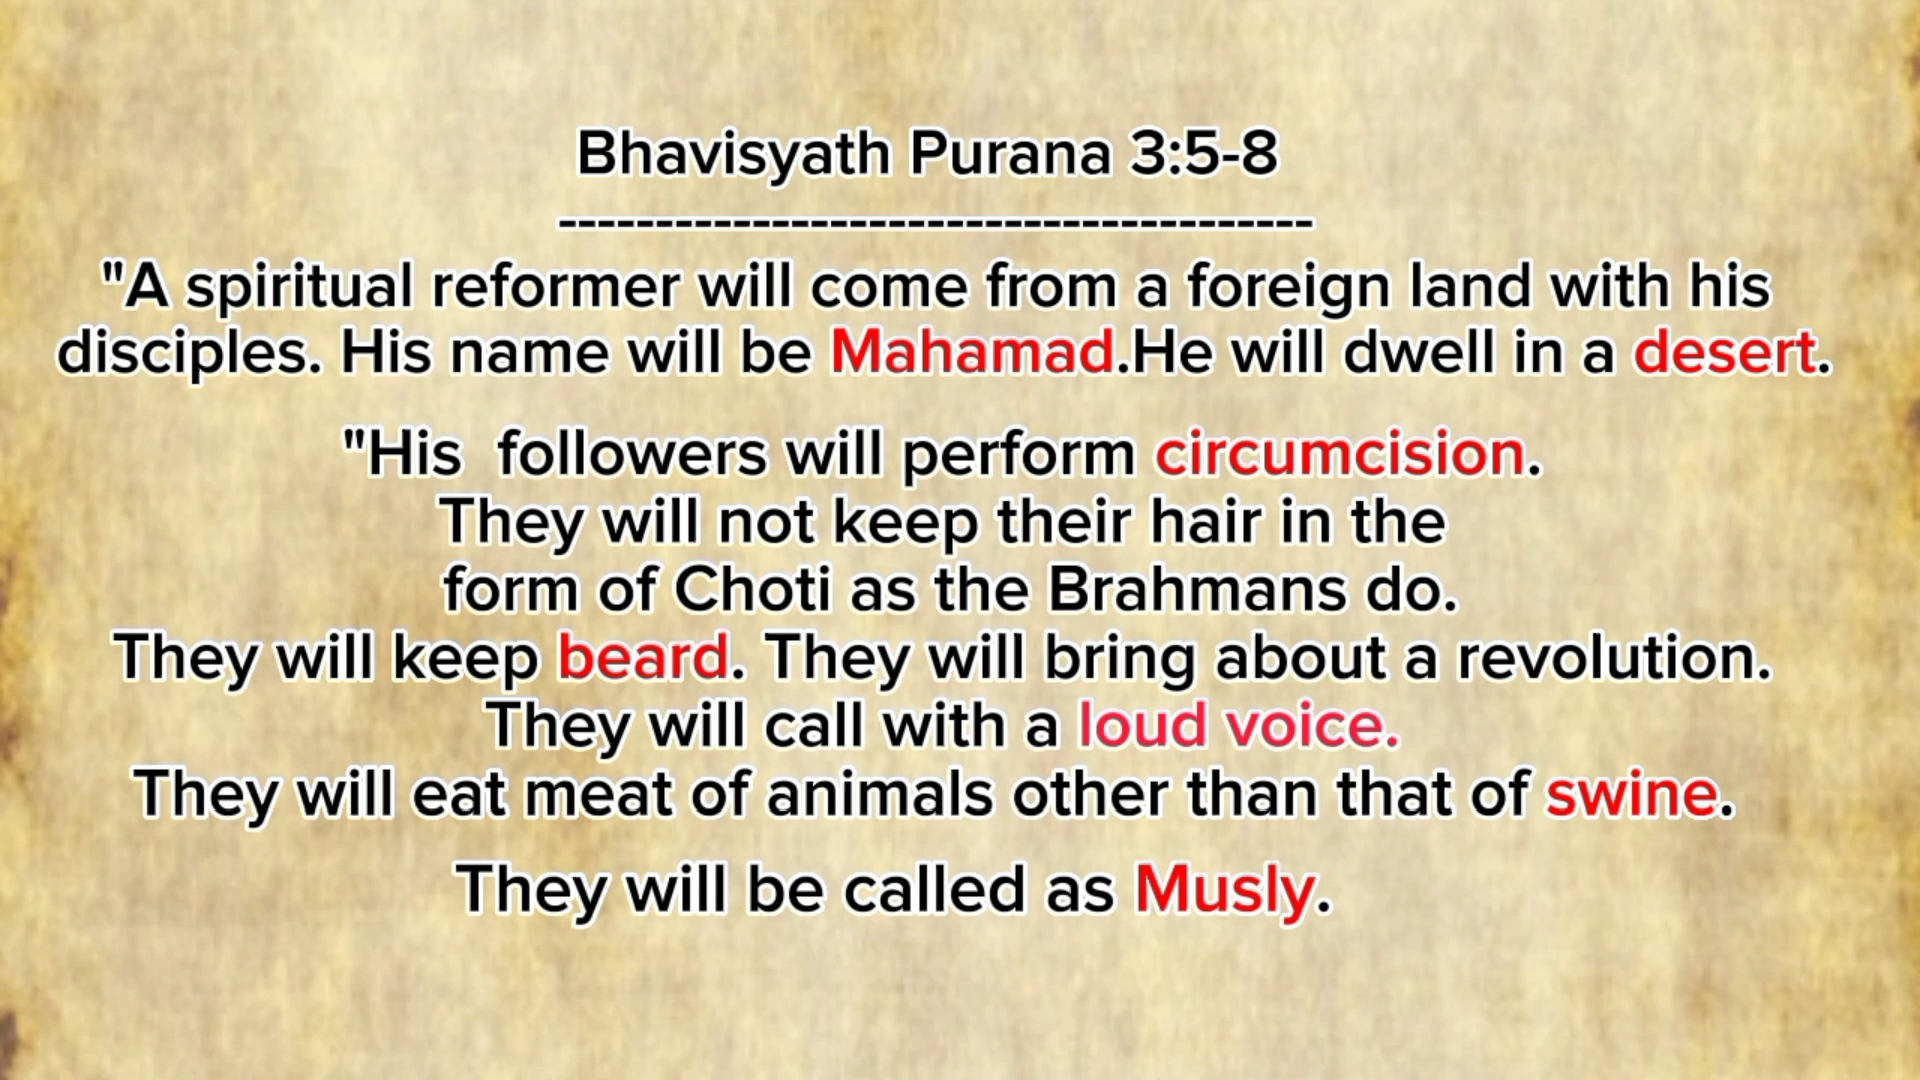 Bhavisyath Purana 3:5-8
---------------------------------------
"A spiritual reformer will come from a foreign land with his
disciples. His name will be Mahamad.He will dwell in a desert.
"His  followers will perform circumcision.
They will not keep their hair in the
form of Choti as the Brahmans do.
They will keep beard. They will bring about a revolution.
They will call with a loud voice.
They will eat meat of animals other than that of swine.
They will be called as Musly.